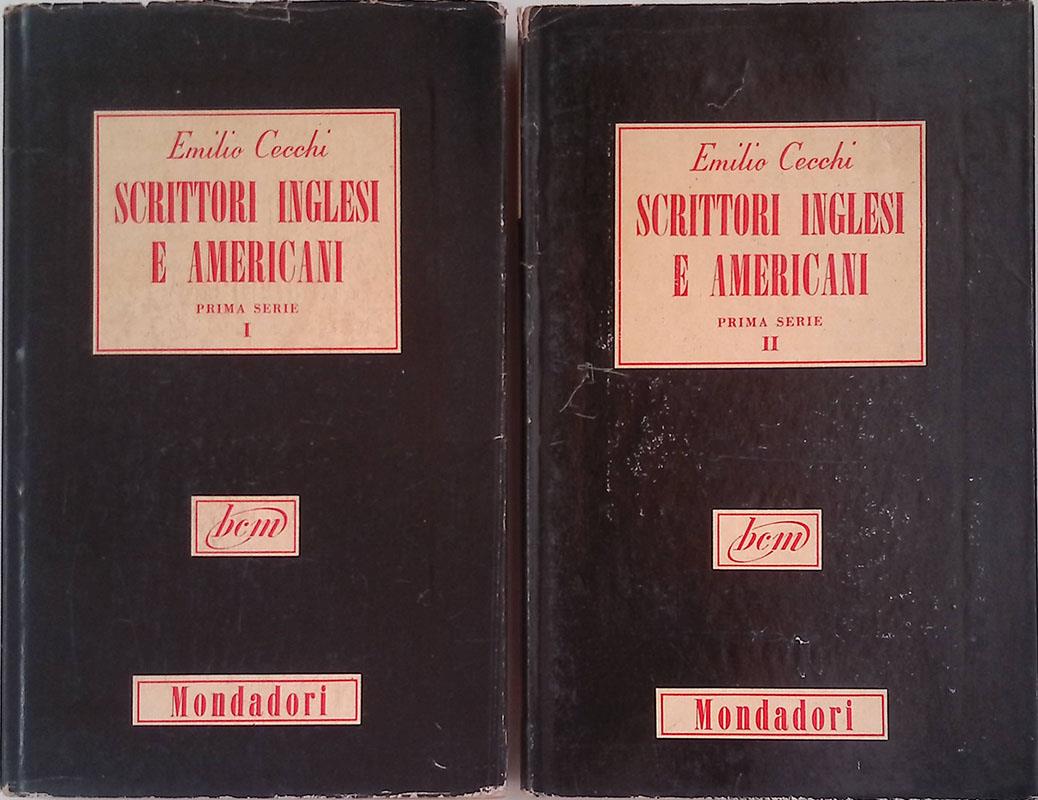 Emilio Cecchi
SCRITTORI INGLESI
E AMERICANI
PRIMA SERIE
I
bcm
Mondadori
Emilio Cecchi
SCRITTORI INGLESI
E AMERICANI
PRIMA SERIE
II
bcm
Mondadori